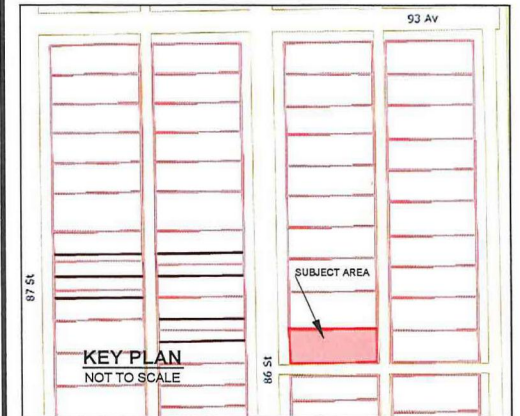 93 Av
87 St
SUBJECT AREA
86 St
KEY PLAN
NOT TO SCALE